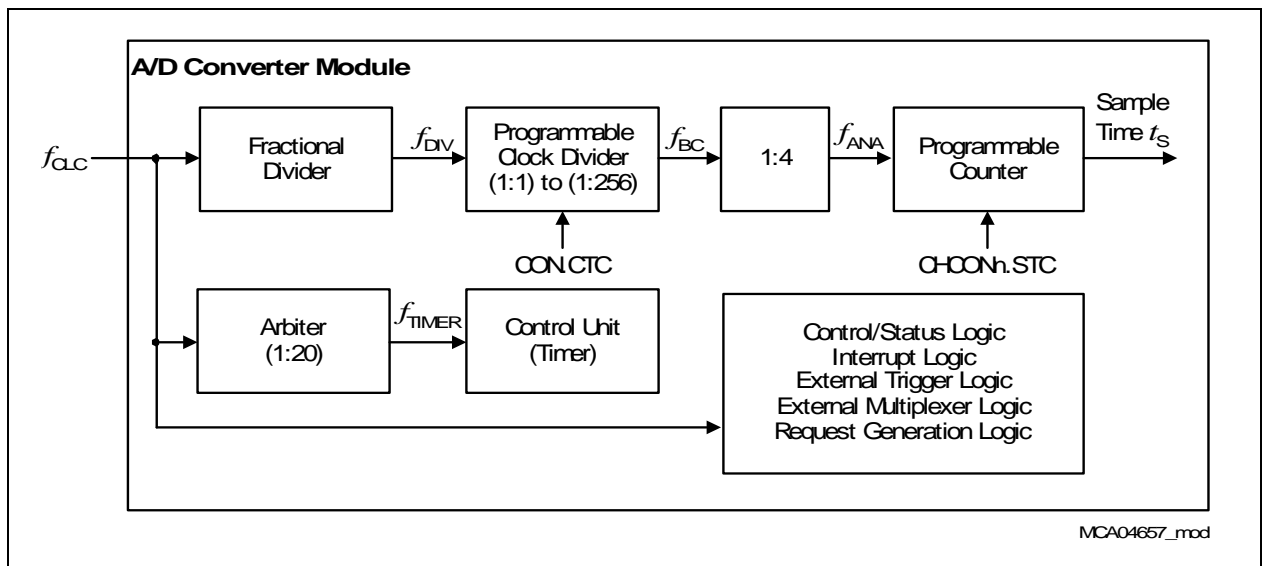 A/D Converter Module
f_CLC
Fractional
Divider
f_DIV
Programmable
Clock Divider
(1:1) to (1:256)
f_BC
1:4
f_ANA
Programmable
Counter
Sample
Time t_S
CON.CTC
CHCONn.STC
Arbiter
(1:20)
f_TIMER
Control Unit
(Timer)
Control/Status Logic
Interrupt Logic
External Trigger Logic
External Multiplexer Logic
Request Generation Logic
MCA04657_mod